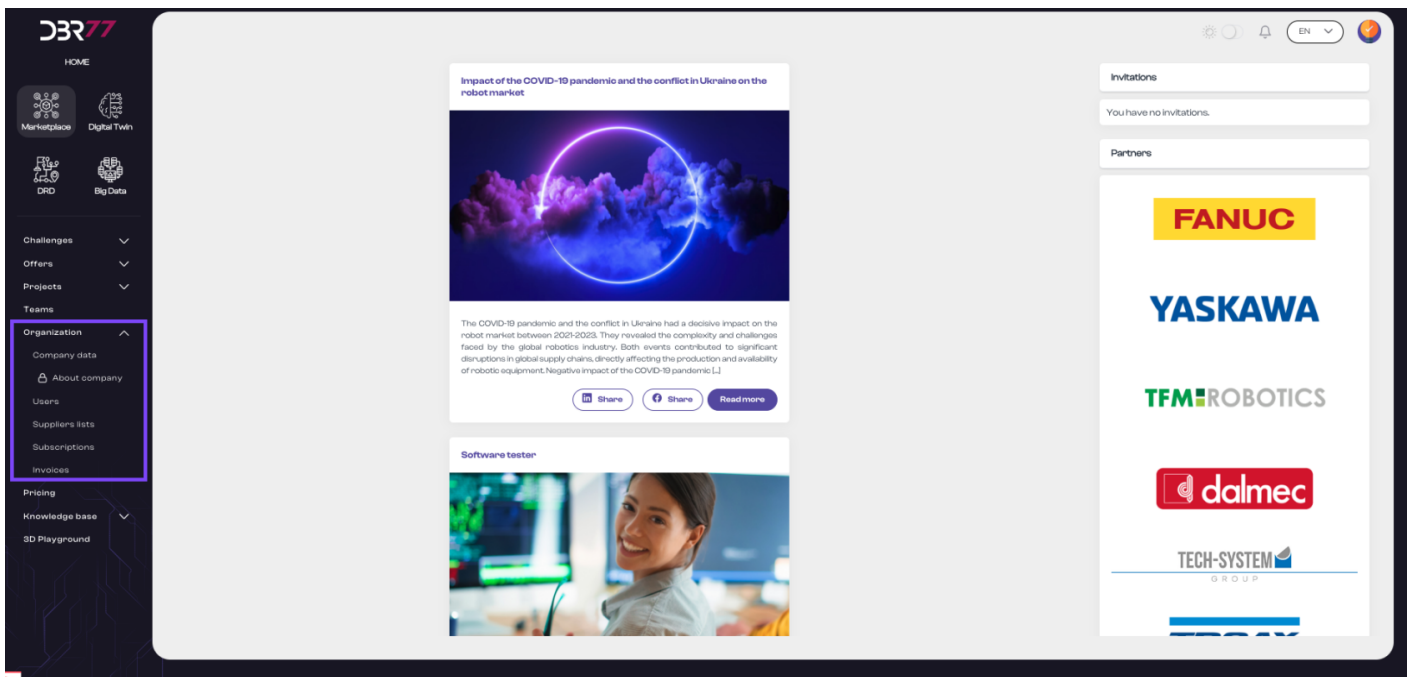 DBR77
HOME
Marketplace
Digital Twin
DRD
Big Data
Challenges
Offers
Projects
Teams
Organization
Company data
About company
Users
Suppliers lists
Subscriptions
Invoices
Pricing
Knowledge base
3D Playground
Impact of the COVID-19 pandemic and the conflict in Ukraine on the
robot market
The COVID-19 pandemic and the conflict in Ukraine had a decisive impact on the
robot market between 2021-2023. They revealed the complexity and challenges
faced by the global robotics industry. Both events contributed to significant
disruptions in global supply chains, directly affecting the production and availability
of robotic equipment. Negative impact of the COVID-19 pandemic [...]
Share
Share
Read more
Software tester
EN
Invitations
You have no invitations.
Partners
FANUC
YASKAWA
TFM ROBOTICS
dalmec
TECH-SYSTEM
GROUP